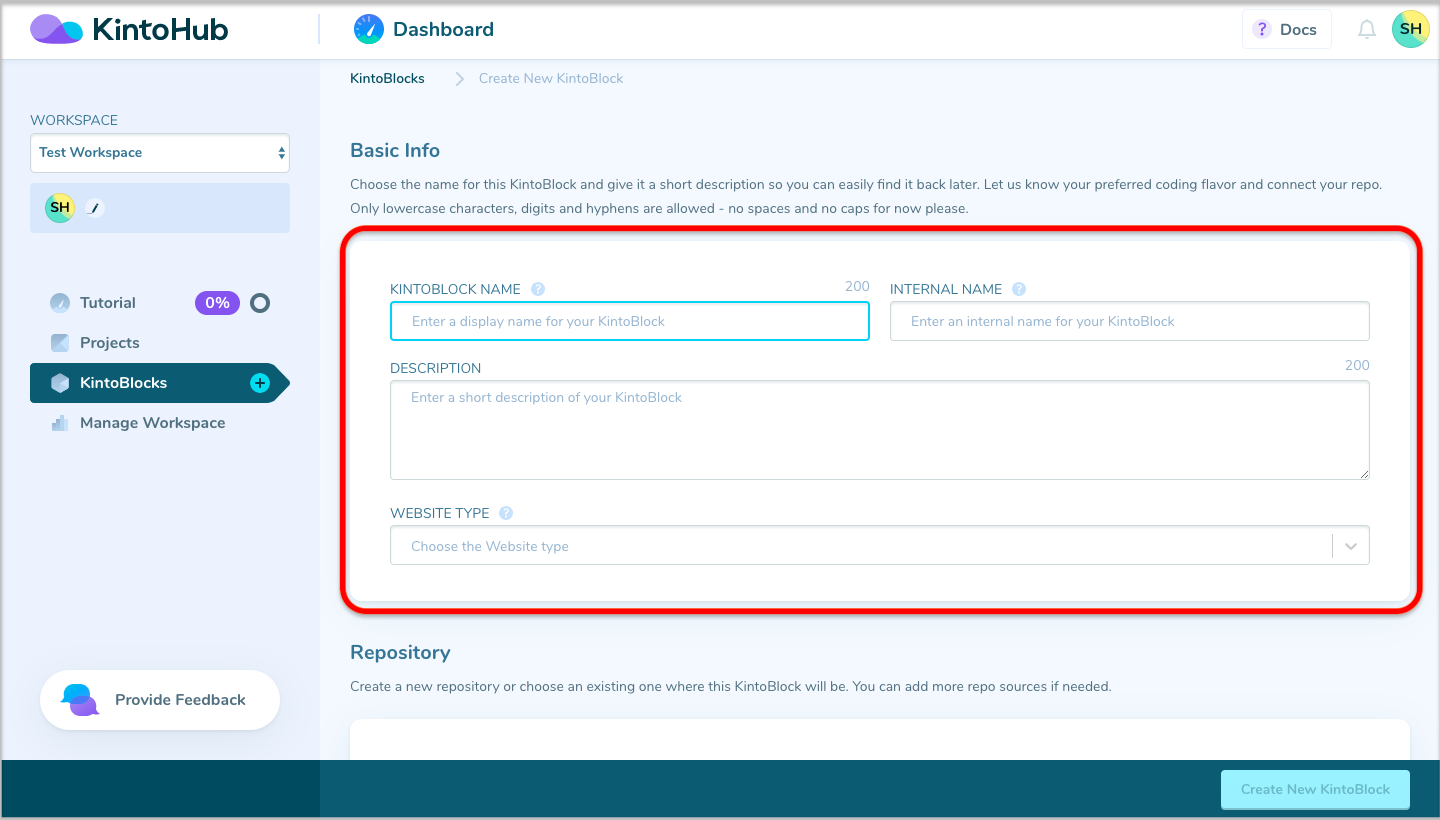 KintoHub
Dashboard
? Docs
SH
KintoBlocks
Create New KintoBlock
WORKSPACE
Test Workspace
SH
Tutorial 0%
Projects
KintoBlocks +
Manage Workspace
Provide Feedback
Basic Info
Choose the name for this KintoBlock and give it a short description so you can easily find it back later. Let us know your preferred coding flavor and connect your repo.
Only lowercase characters, digits and hyphens are allowed - no spaces and no caps for now please.
KINTOBLOCK NAME ? 200
Enter a display name for your KintoBlock
INTERNAL NAME ?
Enter an internal name for your KintoBlock
DESCRIPTION 200
Enter a short description of your KintoBlock
WEBSITE TYPE ?
Choose the Website type
Repository
Create a new repository or choose an existing one where this KintoBlock will be. You can add more repo sources if needed.
Create New KintoBlock